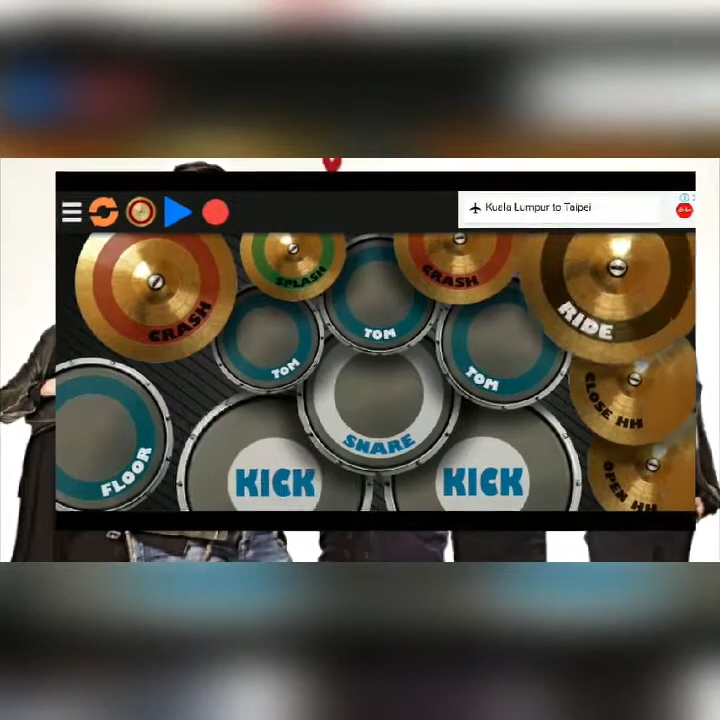 Kuala Lumpur to Taipei
CRASH
SPLASH
CRASH
RIDE
TOM
TOM
TOM
CLOSE HH
SNARE
FLOOR
KICK
KICK
OPEN HH